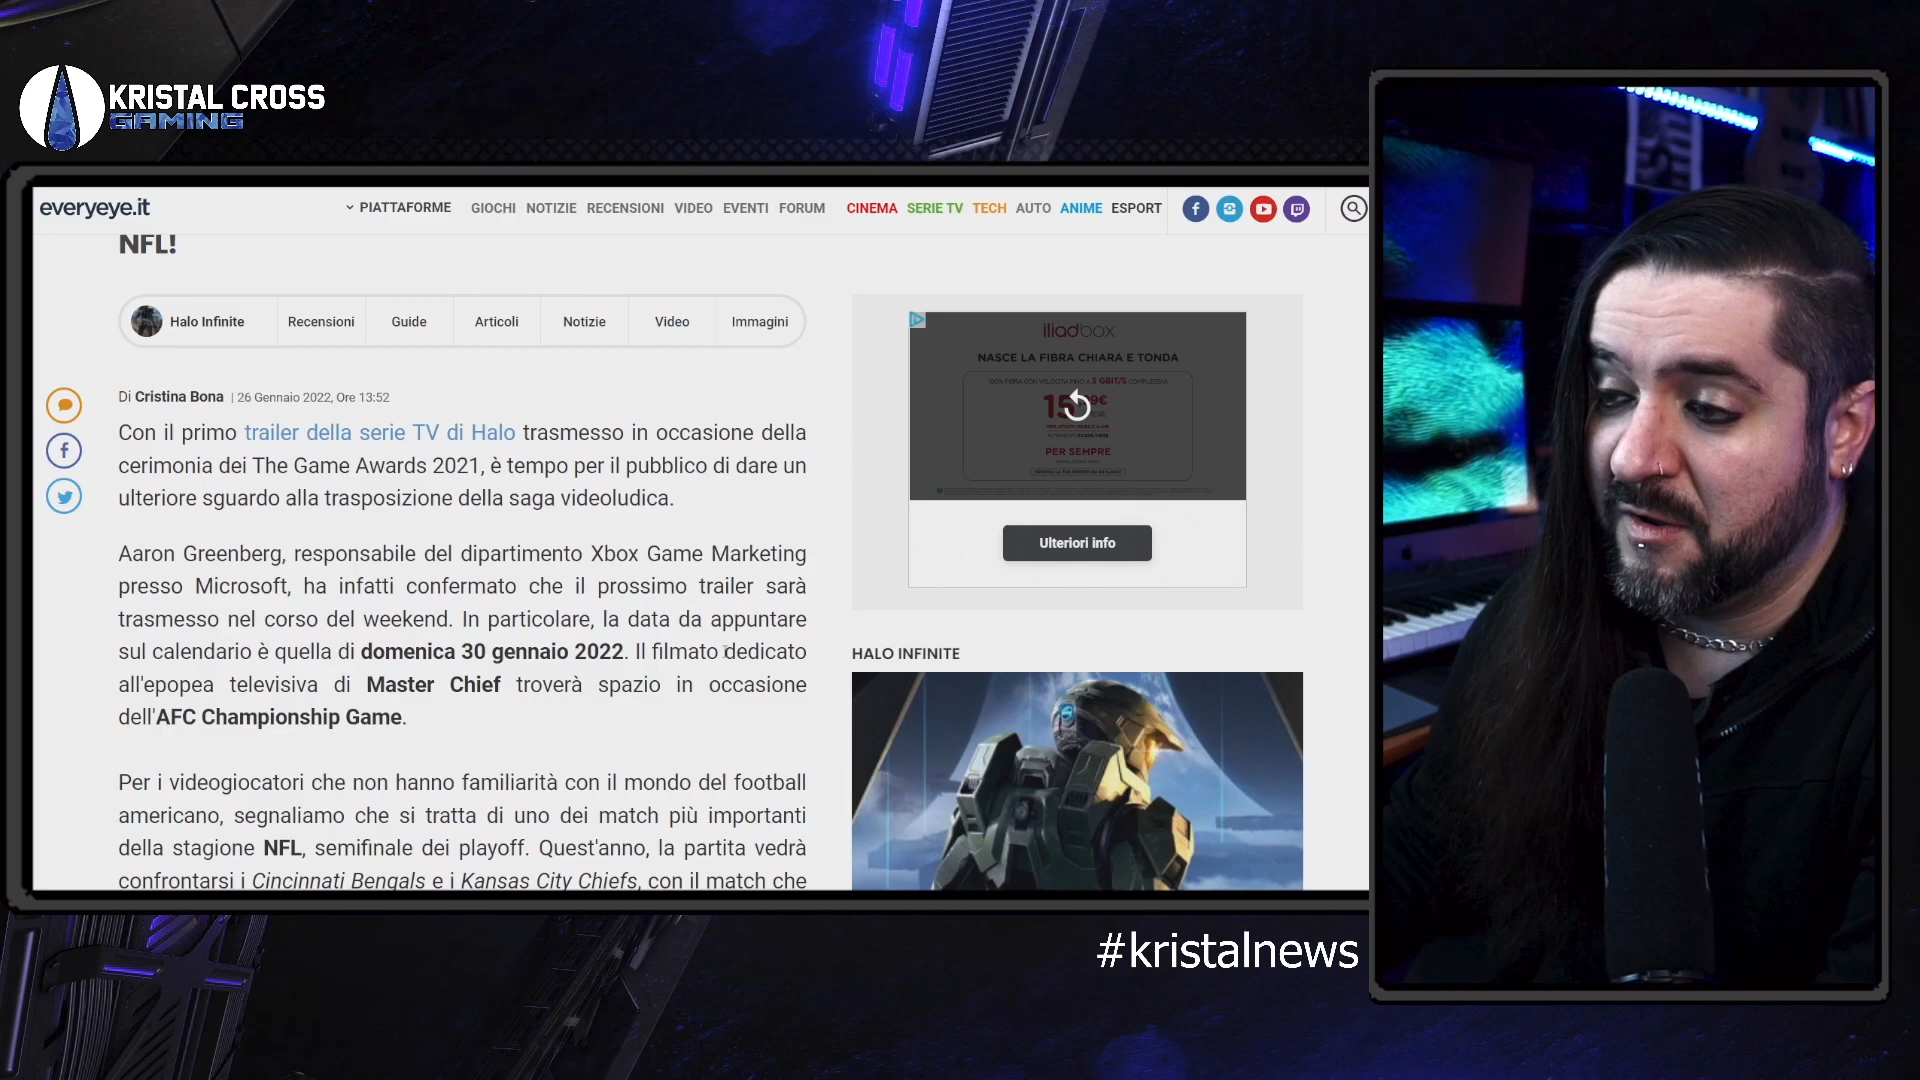 KRISTAL CROSS
GAMING
everyeye.it
PIATTAFORME GIOCHI NOTIZIE RECENSIONI VIDEO EVENTI FORUM CINEMA SERIE TV TECH AUTO ANIME ESPORT
NFL!
Halo Infinite Recensioni Guide Articoli Notizie Video Immagini
Di Cristina Bona | 26 Gennaio 2022, Ore 13:52
Con il primo trailer della serie TV di Halo trasmesso in occasione della
cerimonia dei The Game Awards 2021, è tempo per il pubblico di dare un
ulteriore sguardo alla trasposizione della saga videoludica.
Aaron Greenberg, responsabile del dipartimento Xbox Game Marketing
presso Microsoft, ha infatti confermato che il prossimo trailer sarà
trasmesso nel corso del weekend. In particolare, la data da appuntare
sul calendario è quella di domenica 30 gennaio 2022. Il filmato dedicato
all'epopea televisiva di Master Chief troverà spazio in occasione
dell'AFC Championship Game.
Per i videogiocatori che non hanno familiarità con il mondo del football
americano, segnaliamo che si tratta di uno dei match più importanti
della stagione NFL, semifinale dei playoff. Quest'anno, la partita vedrà
confrontarsi i Cincinnati Bengals e i Kansas City Chiefs, con il match che
iliadbox
NASCE LA FIBRA CHIARA E TONDA
PER SEMPRE
Ulteriori info
HALO INFINITE
#kristalnews